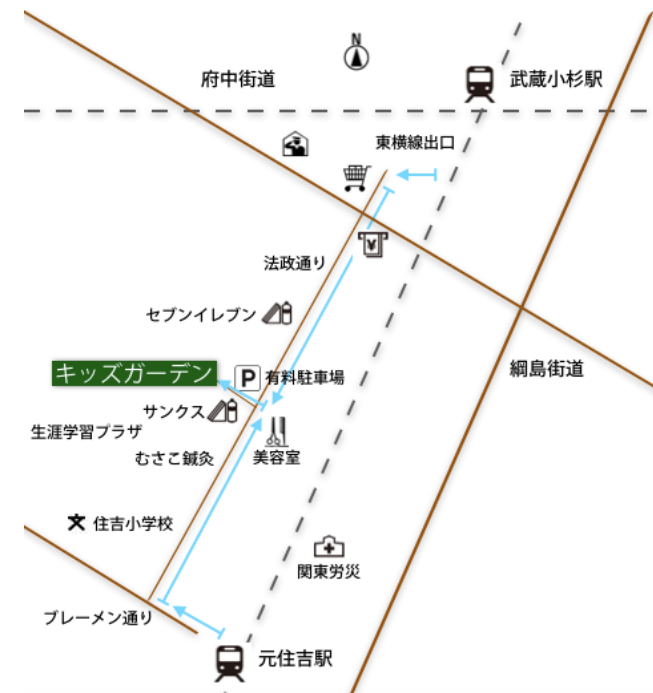 N
府中街道
武蔵小杉駅
東横線出口
¥
法政通り
セブンイレブン
キッズガーデン
P
有料駐車場
綱島街道
サンクス
生涯学習プラザ
むさこ鍼灸
美容室
文
住吉小学校
関東労災
ブレーメン通り
元住吉駅